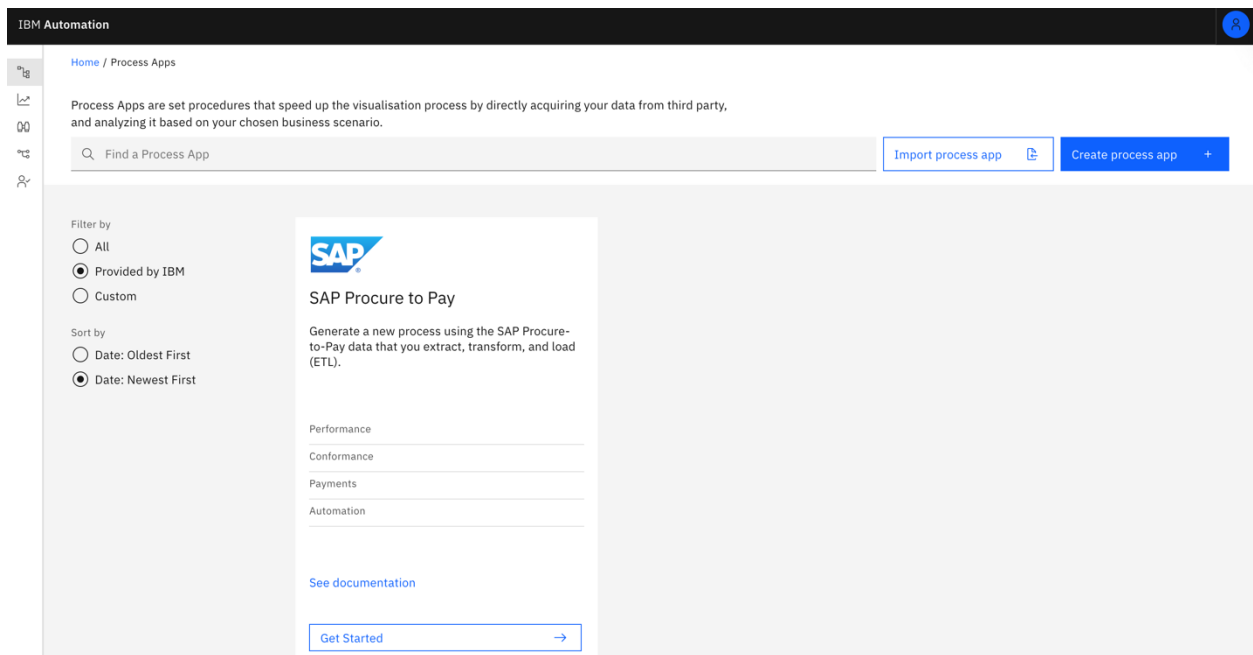 IBM Automation
Home / Process Apps
Process Apps are set procedures that speed up the visualisation process by directly acquiring your data from third party,
and analyzing it based on your chosen business scenario.
Find a Process App
Import process app
Create process app +
Filter by
All
Provided by IBM
Custom
Sort by
Date: Oldest First
Date: Newest First
SAP®
SAP Procure to Pay
Generate a new process using the SAP Procure-
to-Pay data that you extract, transform, and load
(ETL).
Performance
Conformance
Payments
Automation
See documentation
Get Started →